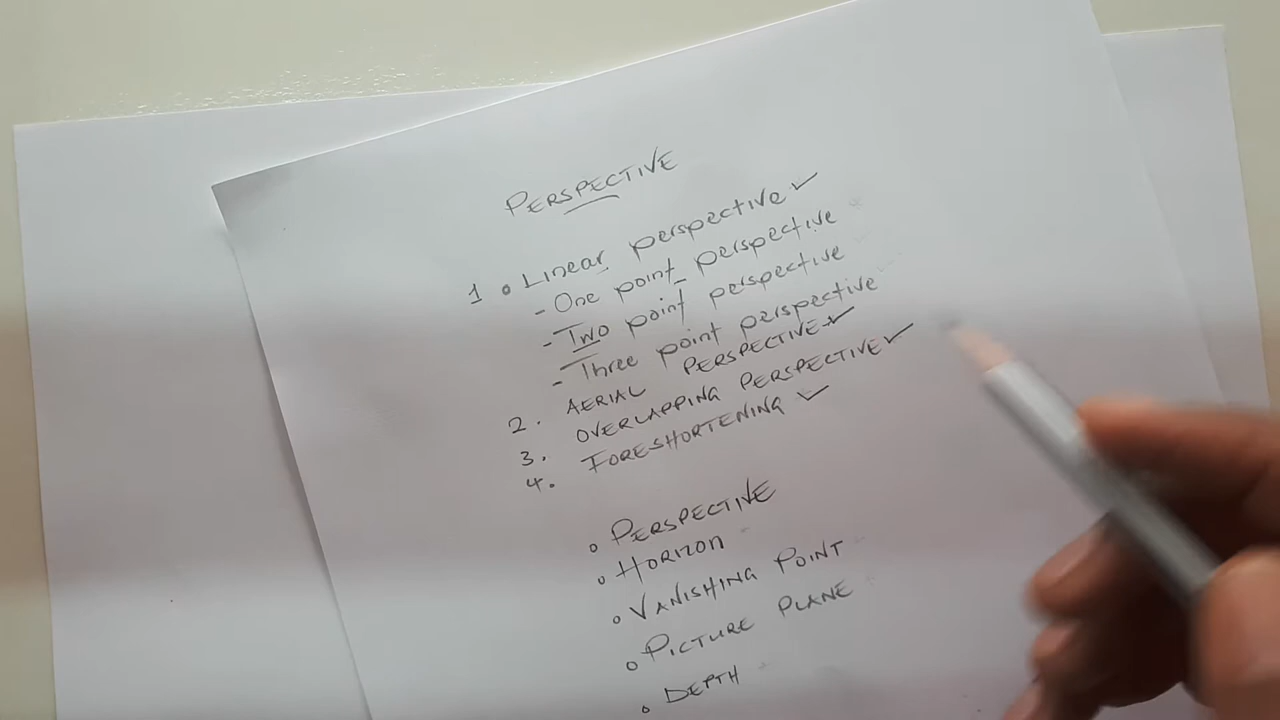 PERSPECTIVE
1 • Linear perspective ✓
- One point perspective
- Two point perspective
- Three point perspective
2. AERIAL PERSPECTIVE ✓
3. OVERLAPPING PERSPECTIVE ✓
4. FORESHORTENING ✓
• PERSPECTIVE
• HORIZON
• VANISHING POINT
• PICTURE PLANE
• DEPTH